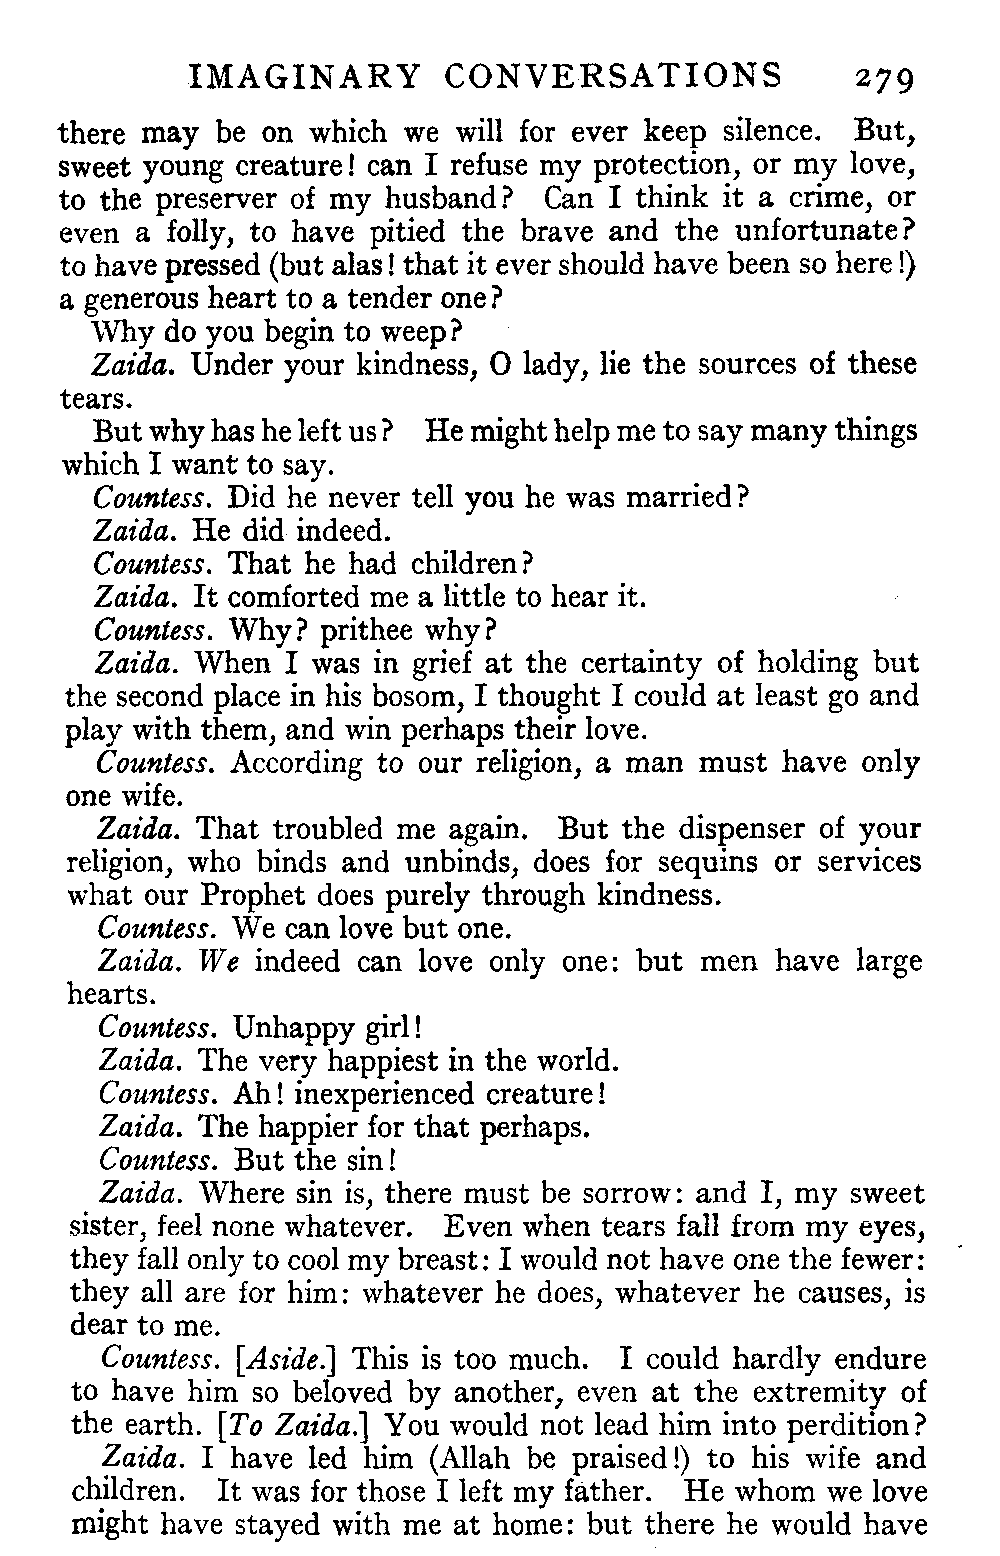 IMAGINARY CONVERSATIONS 279
there may be on which we will for ever keep silence. But,
sweet young creature! can I refuse my protection, or my love,
to the preserver of my husband? Can I think it a crime, or
even a folly, to have pitied the brave and the unfortunate?
to have pressed (but alas! that it ever should have been so here!)
a generous heart to a tender one?
Why do you begin to weep?
Zaida. Under your kindness, O lady, lie the sources of these
tears.
But why has he left us? He might help me to say many things
which I want to say.
Countess. Did he never tell you he was married?
Zaida. He did indeed.
Countess. That he had children?
Zaida. It comforted me a little to hear it.
Countess. Why? prithee why?
Zaida. When I was in grief at the certainty of holding but
the second place in his bosom, I thought I could at least go and
play with them, and win perhaps their love.
Countess. According to our religion, a man must have only
one wife.
Zaida. That troubled me again. But the dispenser of your
religion, who binds and unbinds, does for sequins or services
what our Prophet does purely through kindness.
Countess. We can love but one.
Zaida. We indeed can love only one: but men have large
hearts.
Countess. Unhappy girl!
Zaida. The very happiest in the world.
Countess. Ah! inexperienced creature!
Zaida. The happier for that perhaps.
Countess. But the sin!
Zaida. Where sin is, there must be sorrow: and I, my sweet
sister, feel none whatever. Even when tears fall from my eyes,
they fall only to cool my breast: I would not have one the fewer:
they all are for him: whatever he does, whatever he causes, is
dear to me.
Countess. [Aside.] This is too much. I could hardly endure
to have him so beloved by another, even at the extremity of
the earth. [To Zaida.] You would not lead him into perdition?
Zaida. I have led him (Allah be praised!) to his wife and
children. It was for those I left my father. He whom we love
might have stayed with me at home: but there he would have